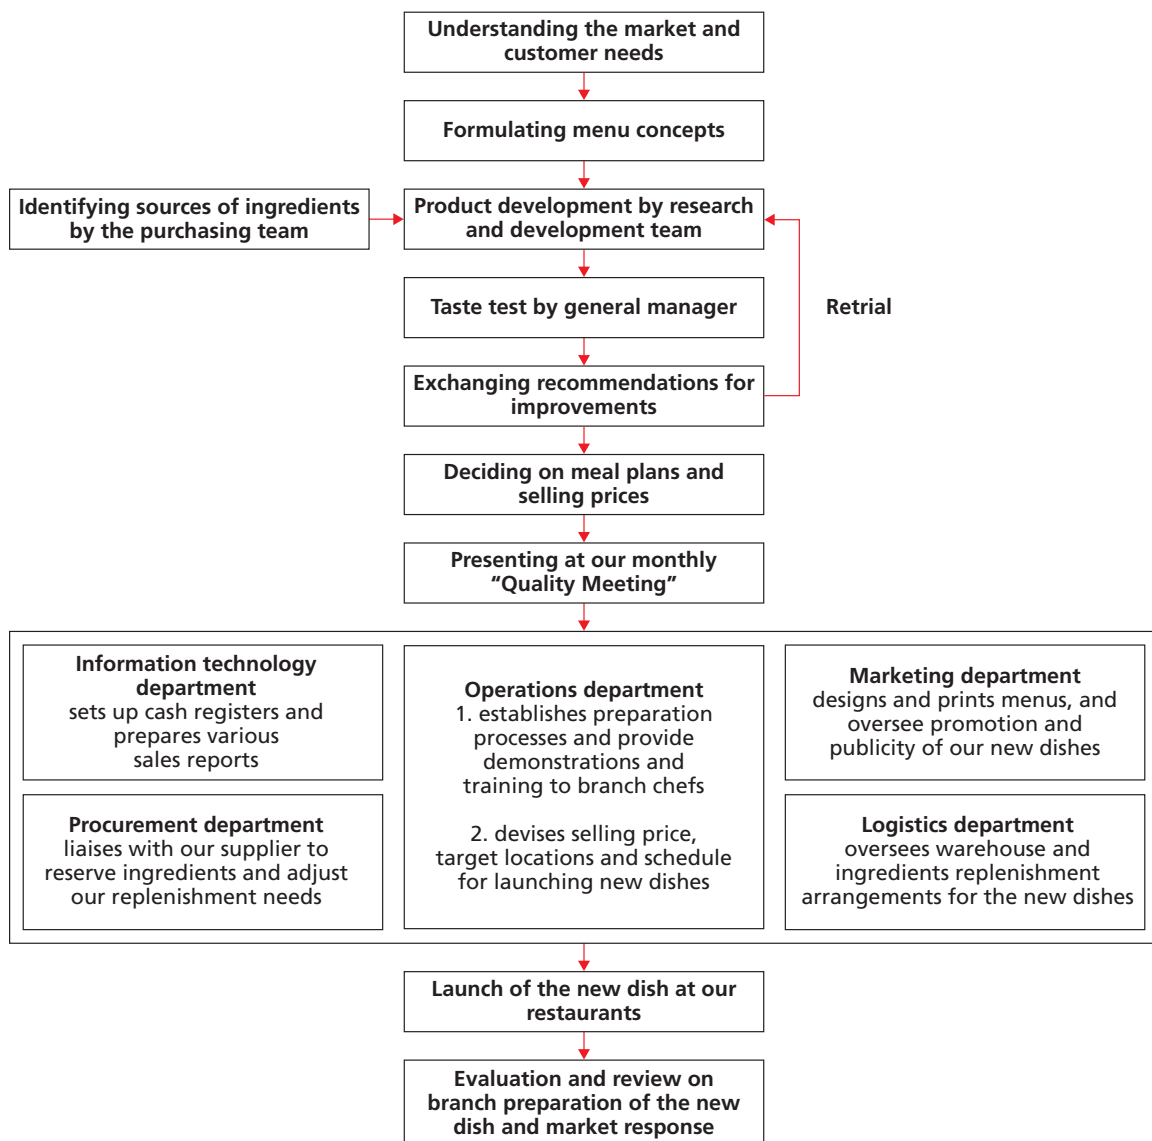 Understanding the market and
customer needs
Formulating menu concepts
Identifying sources of ingredients
by the purchasing team
Product development by research
and development team
Taste test by general manager
Retrial
Exchanging recommendations for
improvements
Deciding on meal plans and
selling prices
Presenting at our monthly
“Quality Meeting”
Information technology
department
sets up cash registers and
prepares various
sales reports
Procurement department
liaises with our supplier to
reserve ingredients and adjust
our replenishment needs
Operations department
1. establishes preparation
processes and provide
demonstrations and
training to branch chefs
2. devises selling price,
target locations and schedule
for launching new dishes
Marketing department
designs and prints menus, and
oversee promotion and
publicity of our new dishes
Logistics department
oversees warehouse and
ingredients replenishment
arrangements for the new dishes
Launch of the new dish at our
restaurants
Evaluation and review on
branch preparation of the new
dish and market response